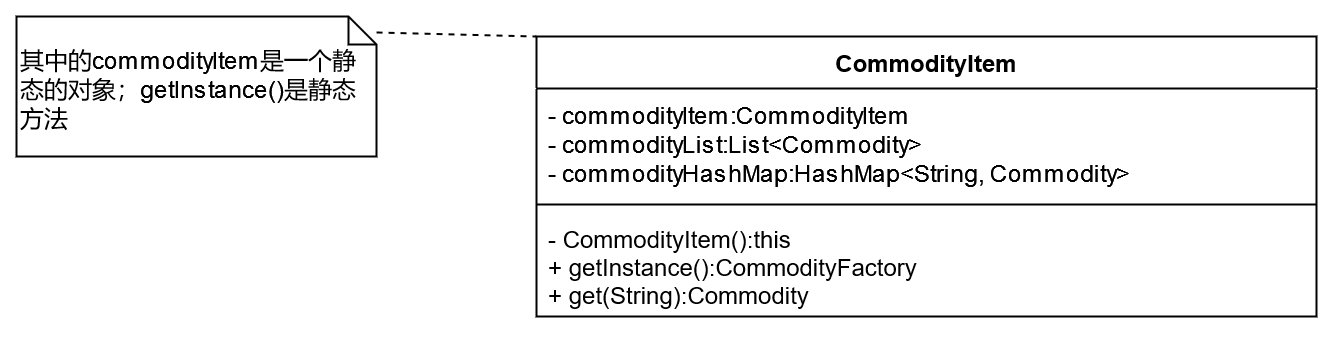 其中的commodityItem是一个静
态的对象；getInstance()是静态
方法
CommodityItem
- commodityItem:CommodityItem
- commodityList:List<Commodity>
- commodityHashMap:HashMap<String, Commodity>
- CommodityItem():this
+ getInstance():CommodityFactory
+ get(String):Commodity